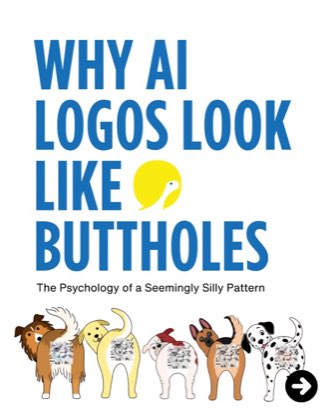 WHY AI
LOGOS LOOK
LIKE
BUTTHOLES
The Psychology of a Seemingly Silly Pattern